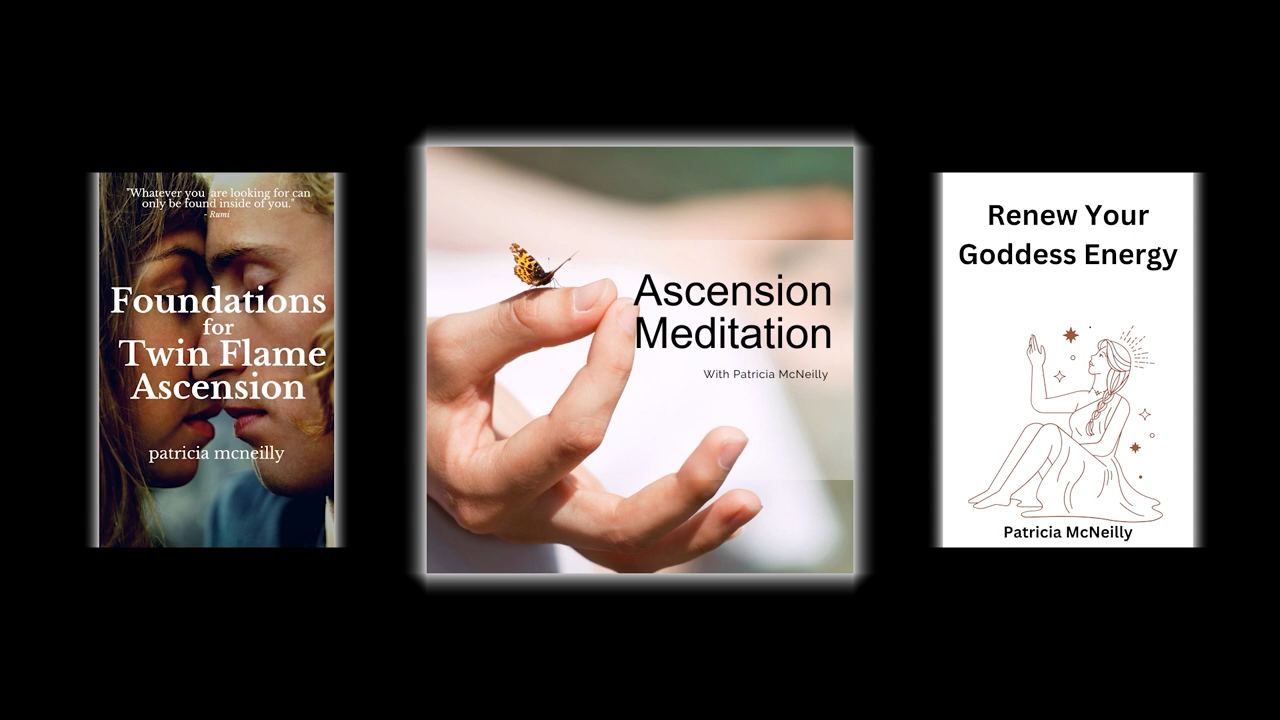 "Whatever you are looking for can
only be found inside of you."
- Rumi
Foundations
for
Twin Flame
Ascension
patricia mcneilly
Ascension
Meditation
With Patricia McNeilly
Renew Your
Goddess Energy
Patricia McNeilly